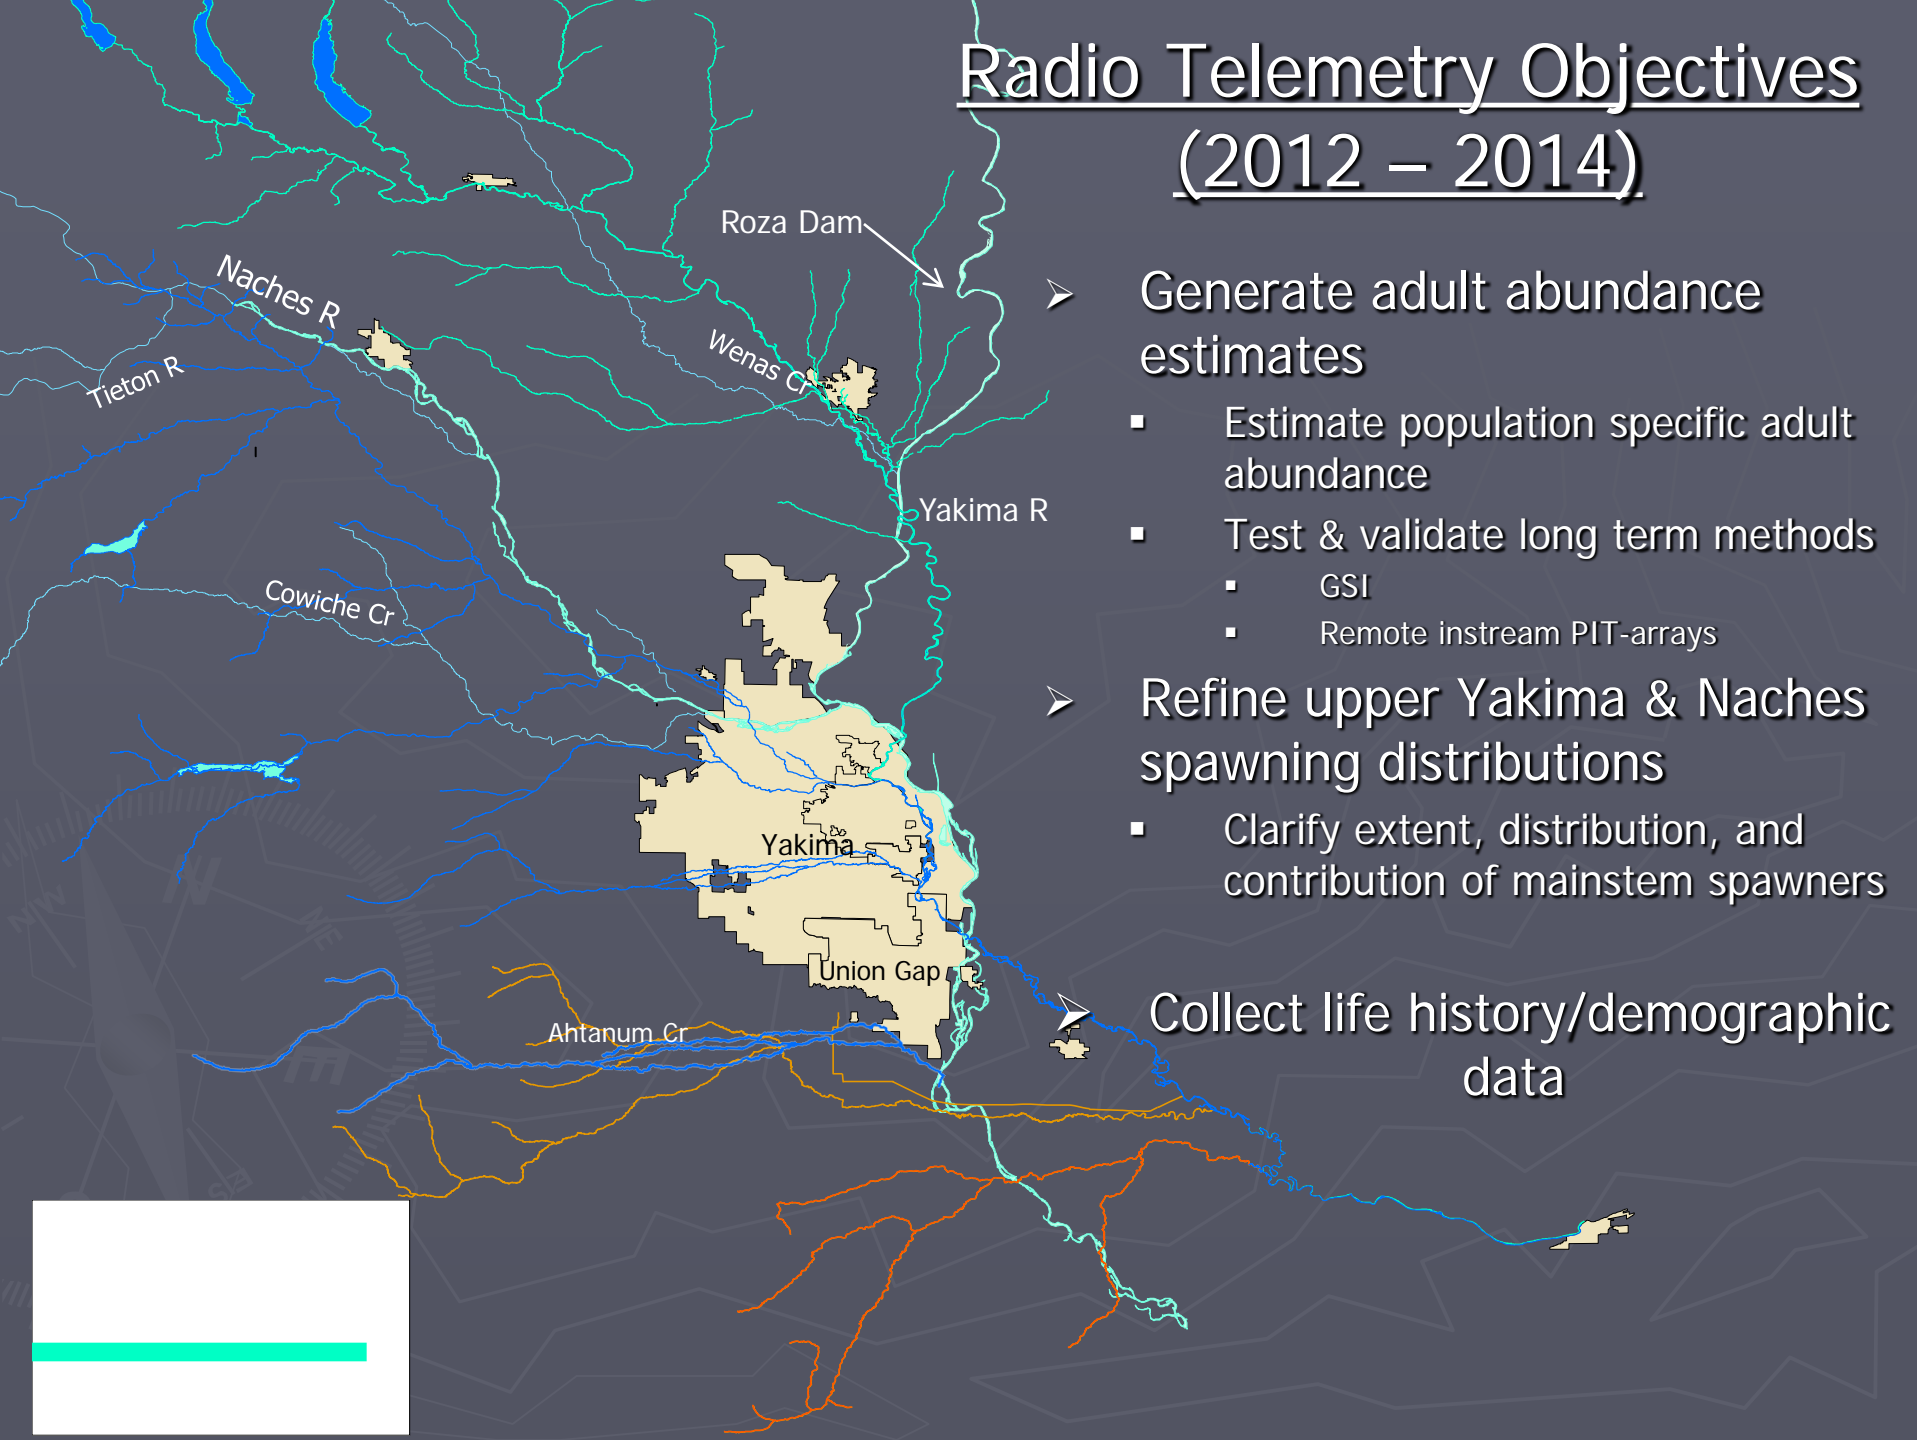 Radio Telemetry Objectives
(2012 – 2014)
Roza Dam
Naches R
Tieton R
Wenas Cr
Yakima R
Cowiche Cr
Yakima
Union Gap
Ahtanum Cr
Generate adult abundance
estimates
Estimate population specific adult
abundance
Test & validate long term methods
GSI
Remote instream PIT-arrays
Refine upper Yakima & Naches
spawning distributions
Clarify extent, distribution, and
contribution of mainstem spawners
Collect life history/demographic
data
NW
N
NE
E
SE